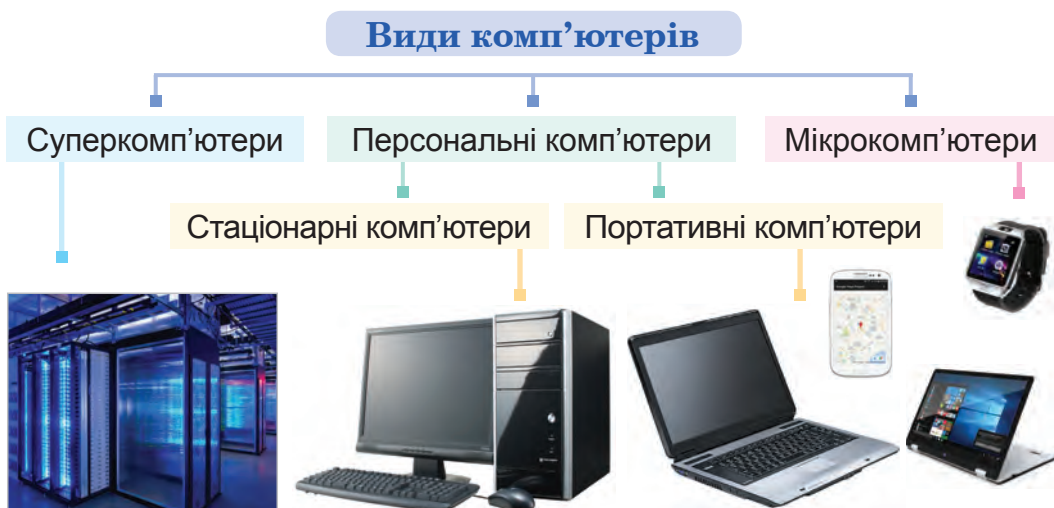 Види комп’ютерів
Суперкомп’ютери
Персональні комп’ютери
Мікрокомп’ютери
Стаціонарні комп’ютери
Портативні комп’ютери